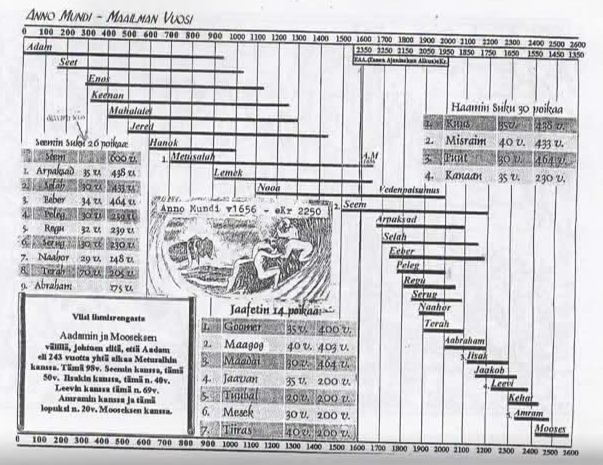 ANNO MUNDI - MAAILMAN VUOSI
0 100 200 300 400 500 600 700 800 900 1000 1100 1200 1300 1400 1500 1600 1700 1800 1900 2000 2100 2200 2300 2400 2500 2600
2350 2250 2150 2050 1950 1850 1750 1650 1550 1450 1350
Adam
Seet
Enos
Keenan
Mahalalel
Jered
Hanok
1. Metusalah
A.M
Lemek
Nooa
Vedenpaisumus
2. Seem
Arpaksad
Selah
Eeber
Peleg
Regu
Serug
Naahor
Terah
Aabraham
3. Iisak
Jaakob
4. Leevi
Kehat
5. Amram
Mooses
Seemin Suku 26 poikaa:
Seem 600 v.
1. Arpaksad 35 v. 438 v.
2. Selah 30 v. 433 v.
3. Eeber 34 v. 464 v.
4. Peleg 30 v. 239 v.
5. Regu 32 v. 239 v.
6. Serug 30 v. 230 v.
7. Naahor 29 v. 148 v.
8. Terah 70 v. 205 v.
9. Abraham 175 v.
Haamin Suku 30 poikaa
1. Kuus 35 v. 438 v.
2. Misraim 40 v. 433 v.
3. Puut 30 v. 464 v.
4. Kanaan 35 v. 230 v.
Anno Mundi v1656 - eKr 2250
Jaafetin 14 poikaa:
1. Goomer 35 v. 400 v.
2. Maagog 40 v. 403 v.
3. Maadai 30 v. 464 v.
4. Jaavan 35 v. 200 v.
5. Tuubal 20 v. 200 v.
6. Mesek 30 v. 200 v.
7. Tiiras 40 v. 200 v.
Viisi ihmisrengasta
Aadamin ja Mooseksen
välillä, johtuen siitä, että Aadam
eli 243 vuotta yhtä aikaa Metusalhin
kanssa. Tämä 98v. Seemin kanssa, tämä
50v. Iisakin kanssa, tämä n. 40v.
Leevin kanssa tämä n. 69v.
Amramin kanssa ja tämä
lopuksi n. 20v. Mooseksen kanssa.
0 100 200 300 400 500 600 700 800 900 1000 1100 1200 1300 1400 1500 1600 1700 1800 1900 2000 2100 2200 2300 2400 2500 2600